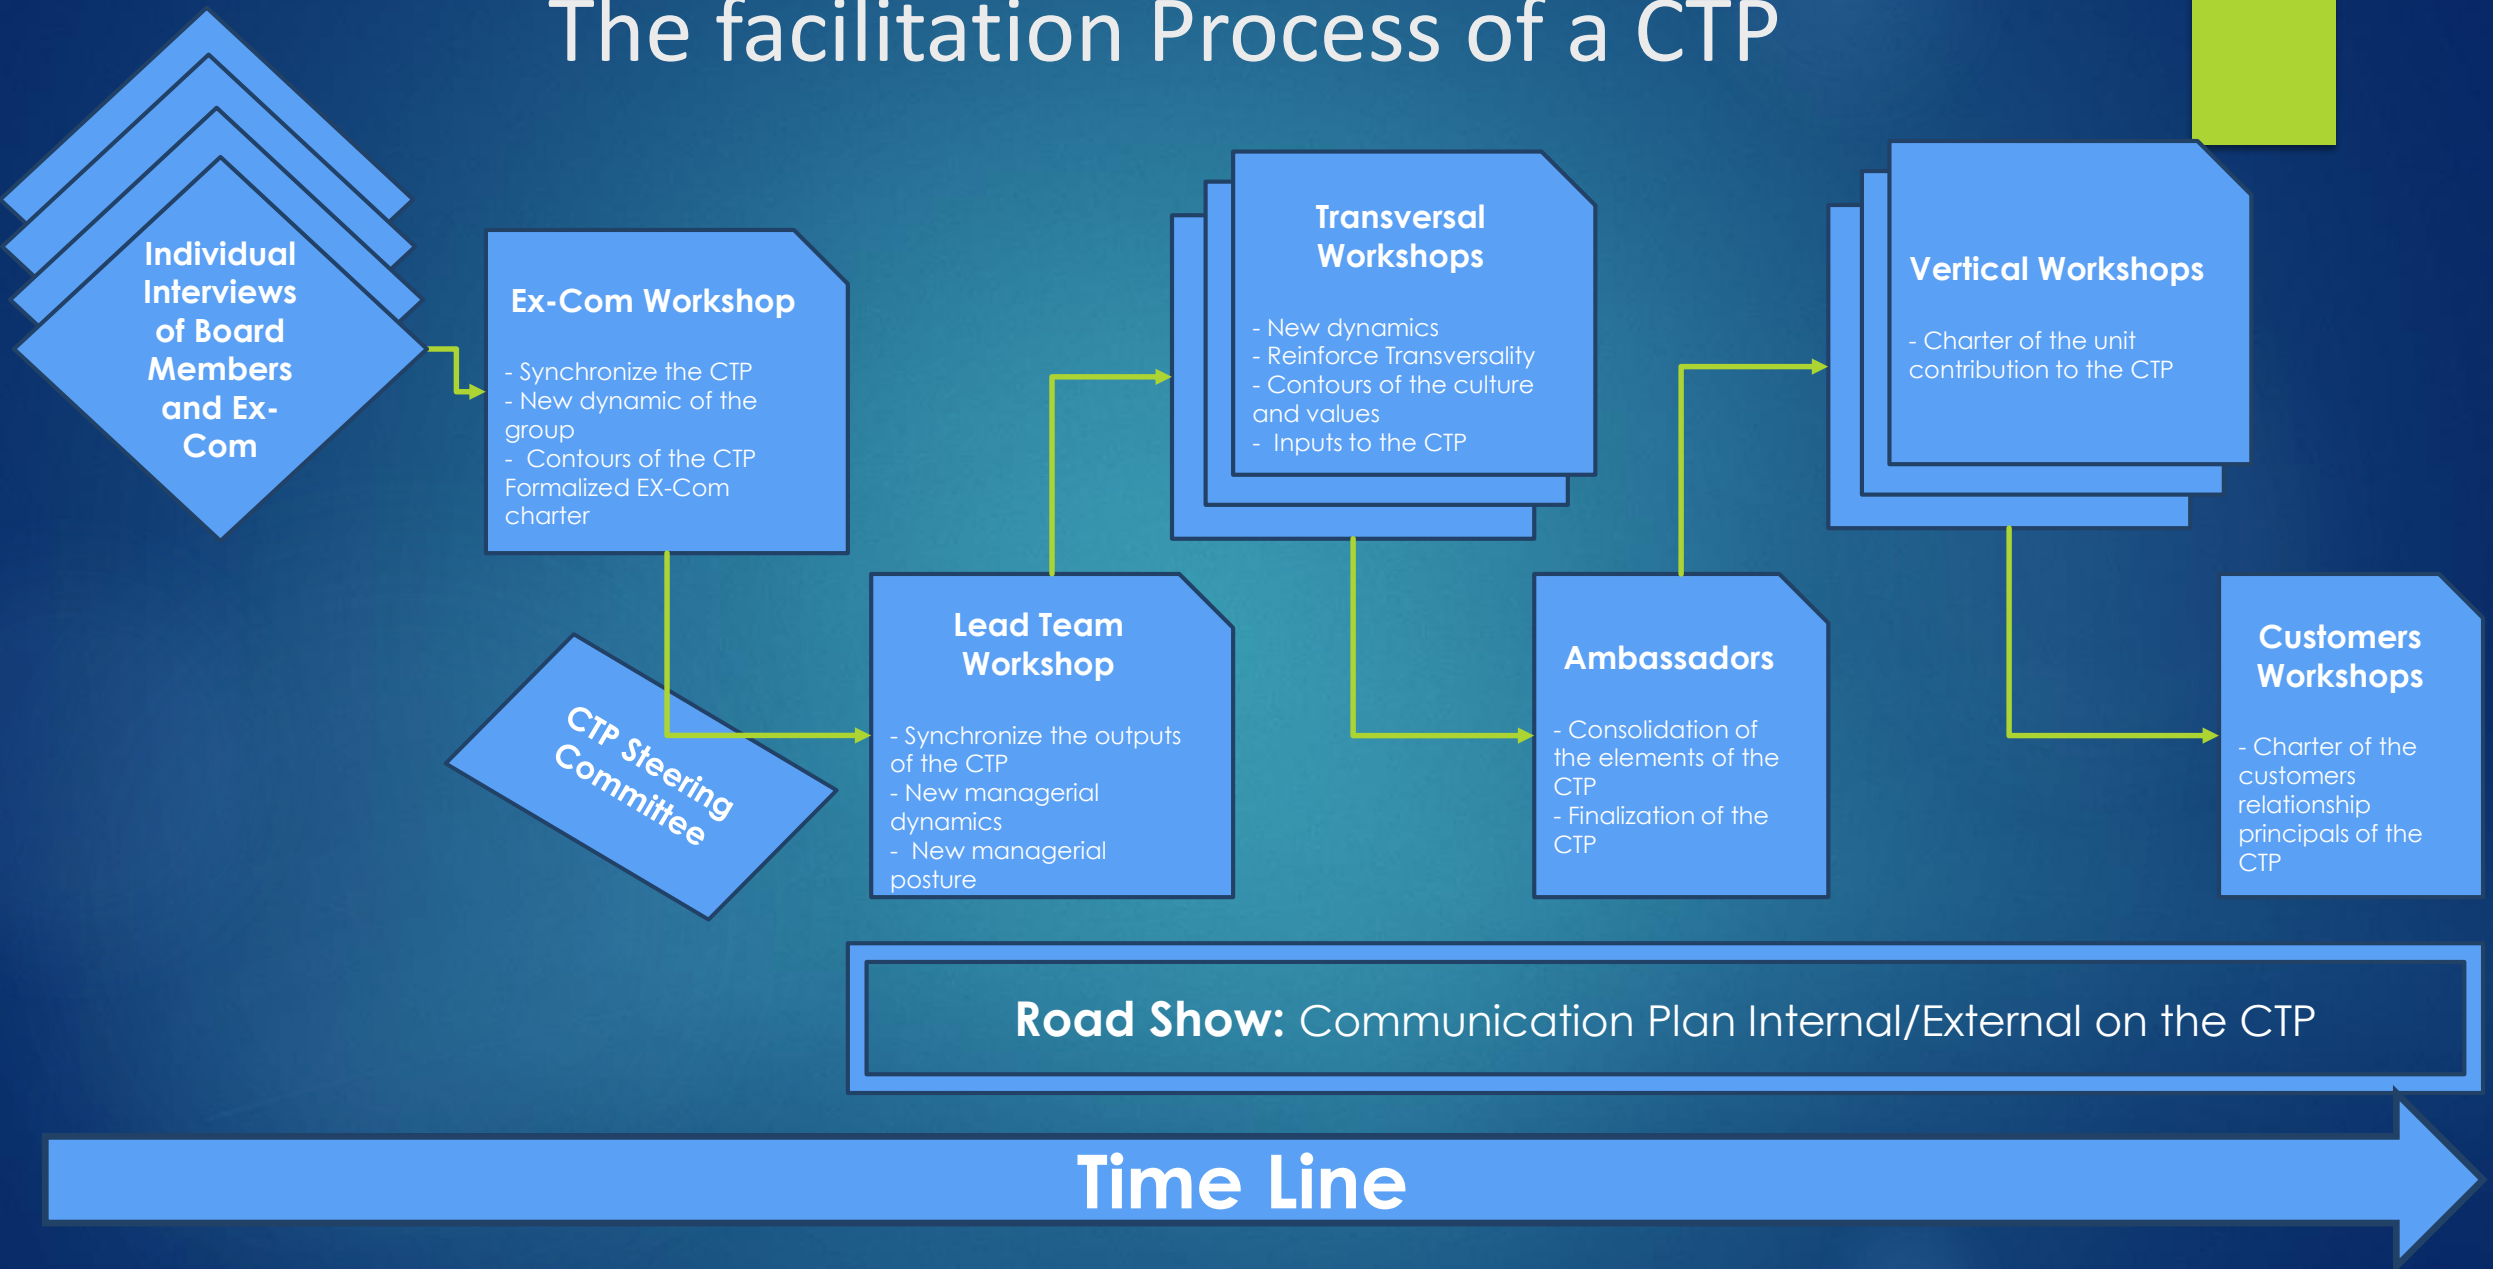 The facilitation Process of a CTP
Individual
Interviews
of Board
Members
and Ex-
Com
Ex-Com Workshop
- Synchronize the CTP
- New dynamic of the
group
-  Contours of the CTP
Formalized EX-Com
charter
CTP Steering
Committee
Lead Team
Workshop
- Synchronize the outputs
of the CTP
- New managerial
dynamics
-  New managerial
posture
Transversal
Workshops
- New dynamics
- Reinforce Transversality
- Contours of the culture
and values
-  Inputs to the CTP
Ambassadors
- Consolidation of
the elements of the
CTP
- Finalization of the
CTP
Vertical Workshops
- Charter of the unit
contribution to the CTP
Customers
Workshops
- Charter of the
customers
relationship
principals of the
CTP
Road Show: Communication Plan Internal/External on the CTP
Time Line